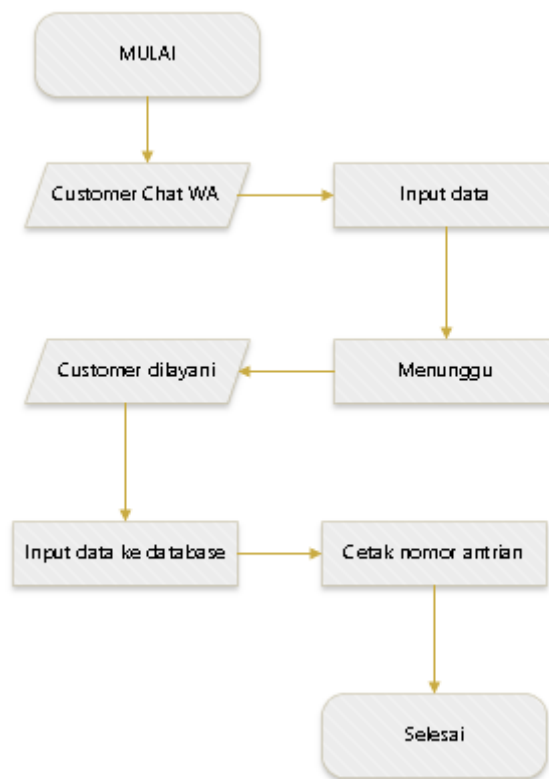 MULAI
Customer Chat WA
Input data
Menunggu
Customer dilayani
Input data ke database
Cetak nomor antrian
Selesai